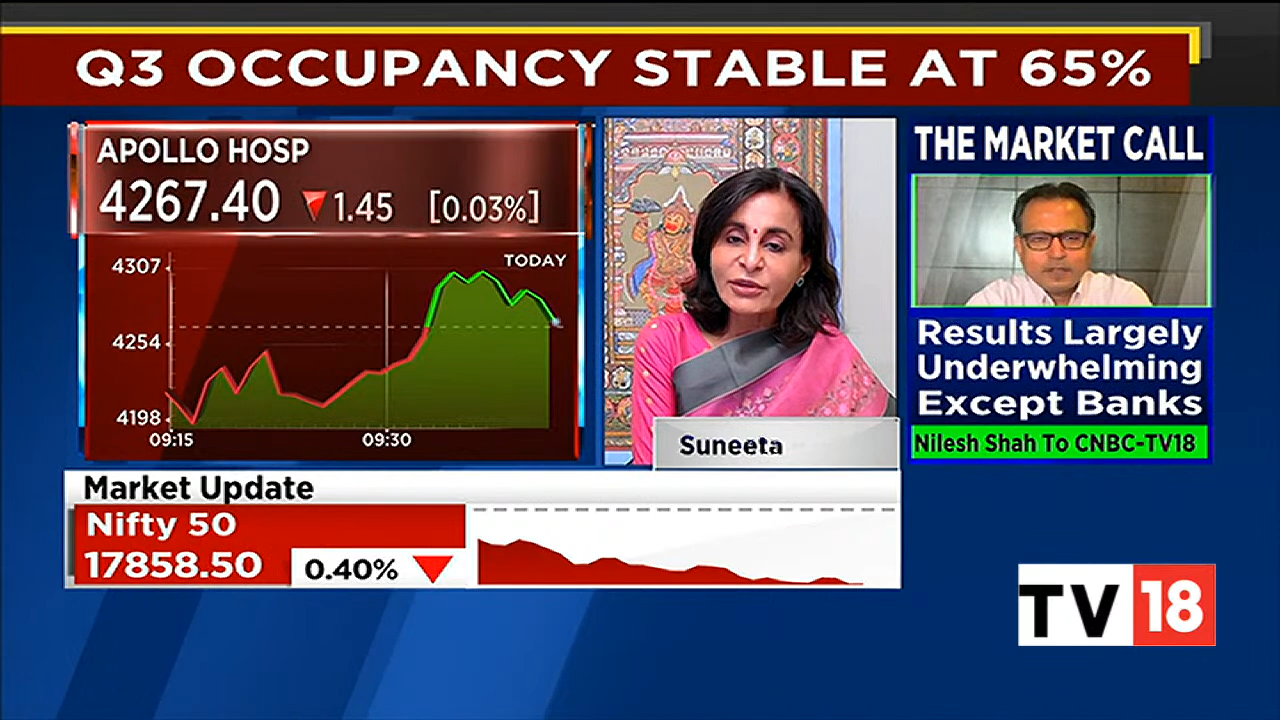 Q3 OCCUPANCY STABLE AT 65%
APOLLO HOSP
4267.40 ▼1.45 [0.03%]
TODAY
4307
4254
4198
09:15 09:30
Suneeta
THE MARKET CALL
Results Largely
Underwhelming
Except Banks
Nilesh Shah To CNBC-TV18
Market Update
Nifty 50
17858.50 0.40% ▼
TV18